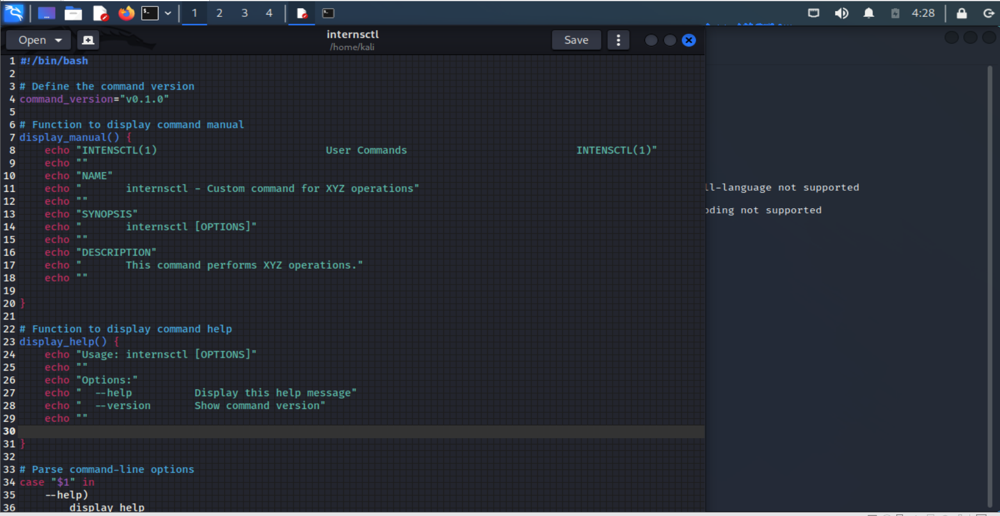 1 2 3 4 4:28
Open internsctl Save
/home/kali
1 #!/bin/bash
2
3 # Define the command version
4 command_version="v0.1.0"
5
6 # Function to display command manual
7 display_manual() {
8     echo "INTENSCTL(1)                           User Commands                           INTENSCTL(1)"
9     echo ""
10     echo "NAME"
11     echo "       internsctl - Custom command for XYZ operations"
12     echo ""
13     echo "SYNOPSIS"
14     echo "       internsctl [OPTIONS]"
15     echo ""
16     echo "DESCRIPTION"
17     echo "       This command performs XYZ operations."
18     echo ""
19
20 }
21
22 # Function to display command help
23 display_help() {
24     echo "Usage: internsctl [OPTIONS]"
25     echo ""
26     echo "Options:"
27     echo "  --help          Display this help message"
28     echo "  --version       Show command version"
29     echo ""
30
31 }
32
33 # Parse command-line options
34 case "$1" in
35     --help)
36         display_help
ll-language not supported
oding not supported